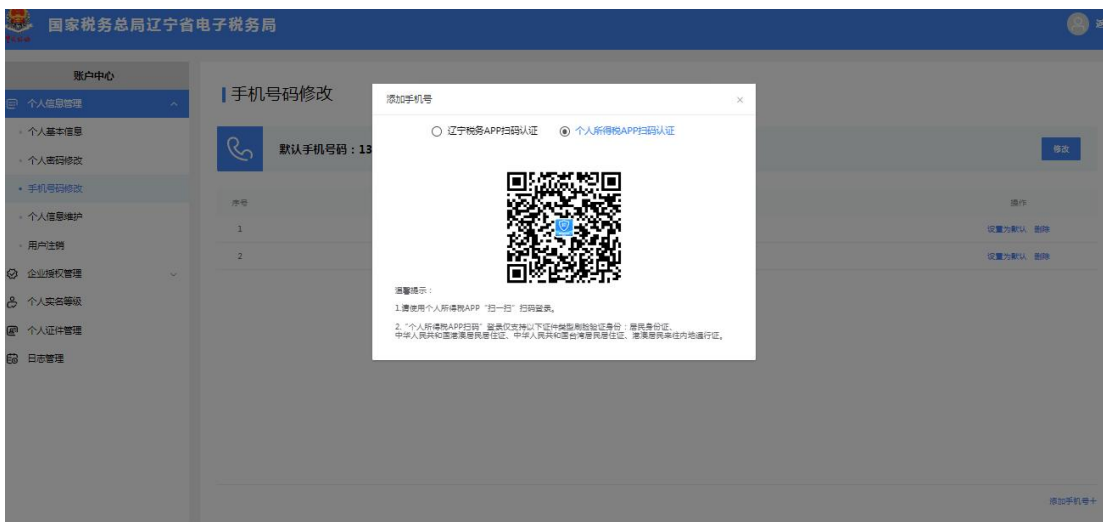 国家税务总局辽宁省电子税务局
账户中心
个人信息管理
个人基本信息
个人密码修改
手机号码修改
个人信息维护
用户注销
企业授权管理
个人实名等级
个人证件管理
日志管理
手机号码修改
默认手机号码：13
修改
序号
操作
1
设置为默认 删除
2
设置为默认 删除
添加手机号+
添加手机号
×
辽宁税务APP扫码认证 个人所得税APP扫码认证
温馨提示：
1.请使用个人所得税APP“扫一扫”扫码登录。
2.“个人所得税APP扫码”登录仅支持以下证件类型刷脸验证身份：居民身份证、
中华人民共和国港澳居民居住证、中华人民共和国台湾居民居住证、港澳居民来往内地通行证。